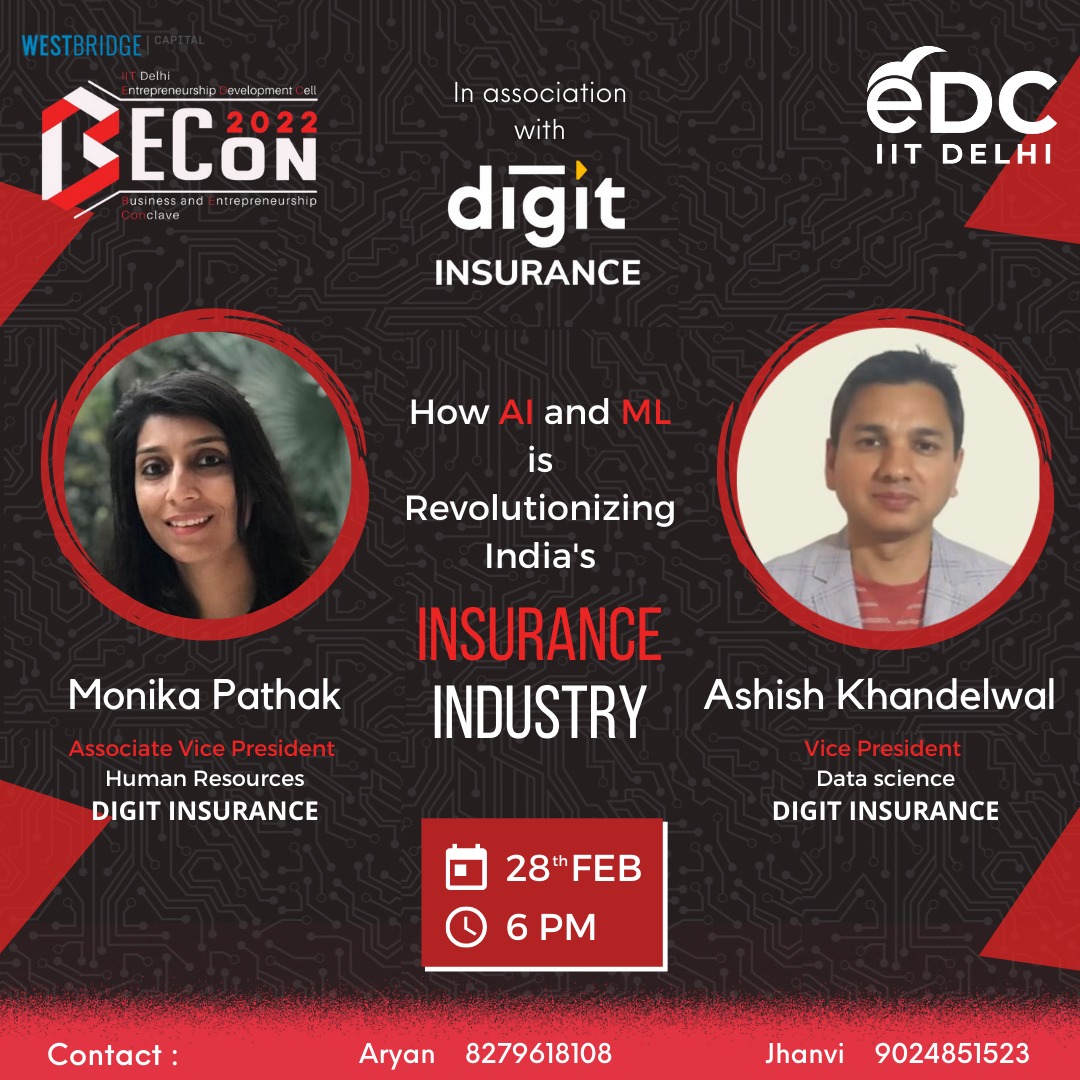 WESTBRIDGE | CAPITAL
IIT Delhi
Entrepreneurship Development Cell
BECON 2022
Business and Entrepreneurship
Conclave
In association
with
digit
INSURANCE
eDC
IIT DELHI
How AI and ML
is
Revolutionizing
India's
INSURANCE
INDUSTRY
Monika Pathak
Associate Vice President
Human Resources
DIGIT INSURANCE
Ashish Khandelwal
Vice President
Data science
DIGIT INSURANCE
28th FEB
6 PM
Contact : Aryan 8279618108 Jhanvi 9024851523